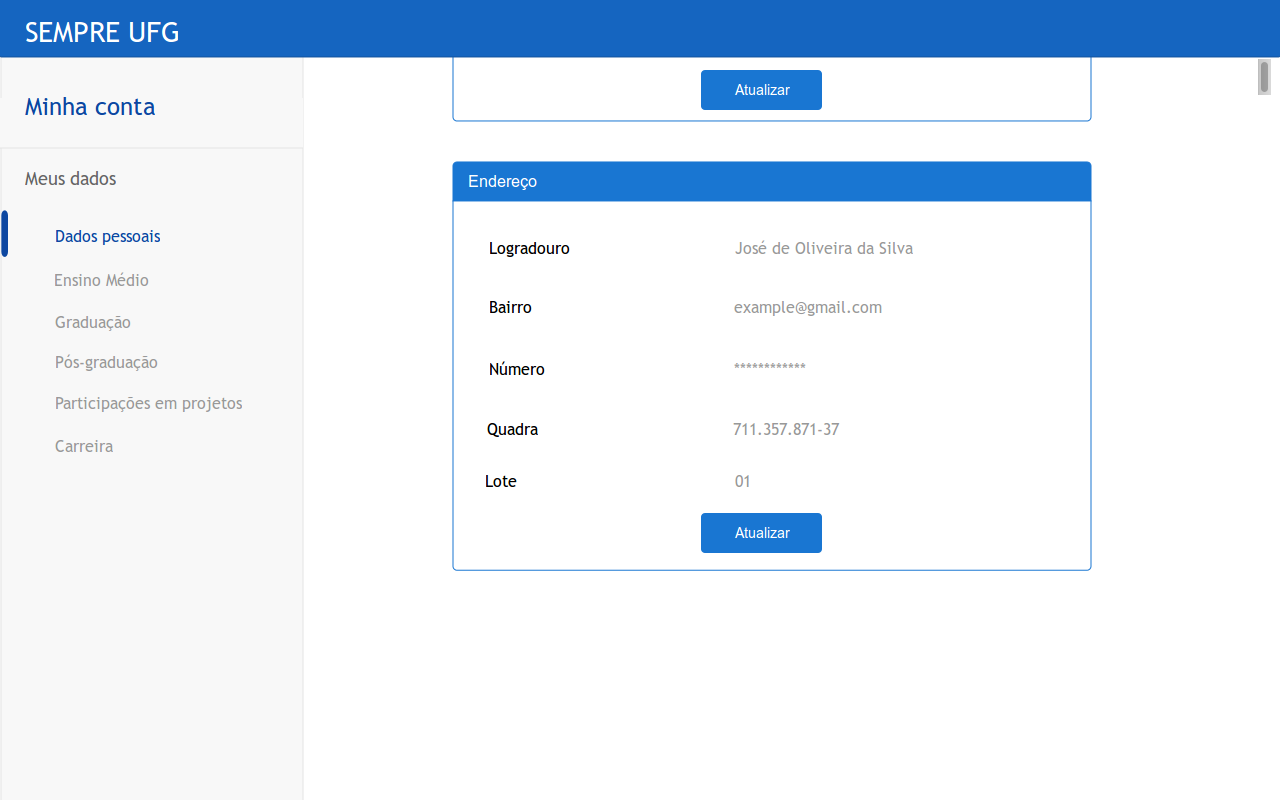 SEMPRE UFG
Minha conta
Meus dados
Dados pessoais
Ensino Médio
Graduação
Pós-graduação
Participações em projetos
Carreira
Atualizar
Endereço
Logradouro José de Oliveira da Silva
Bairro example@gmail.com
Número ************
Quadra 711.357.871-37
Lote 01
Atualizar